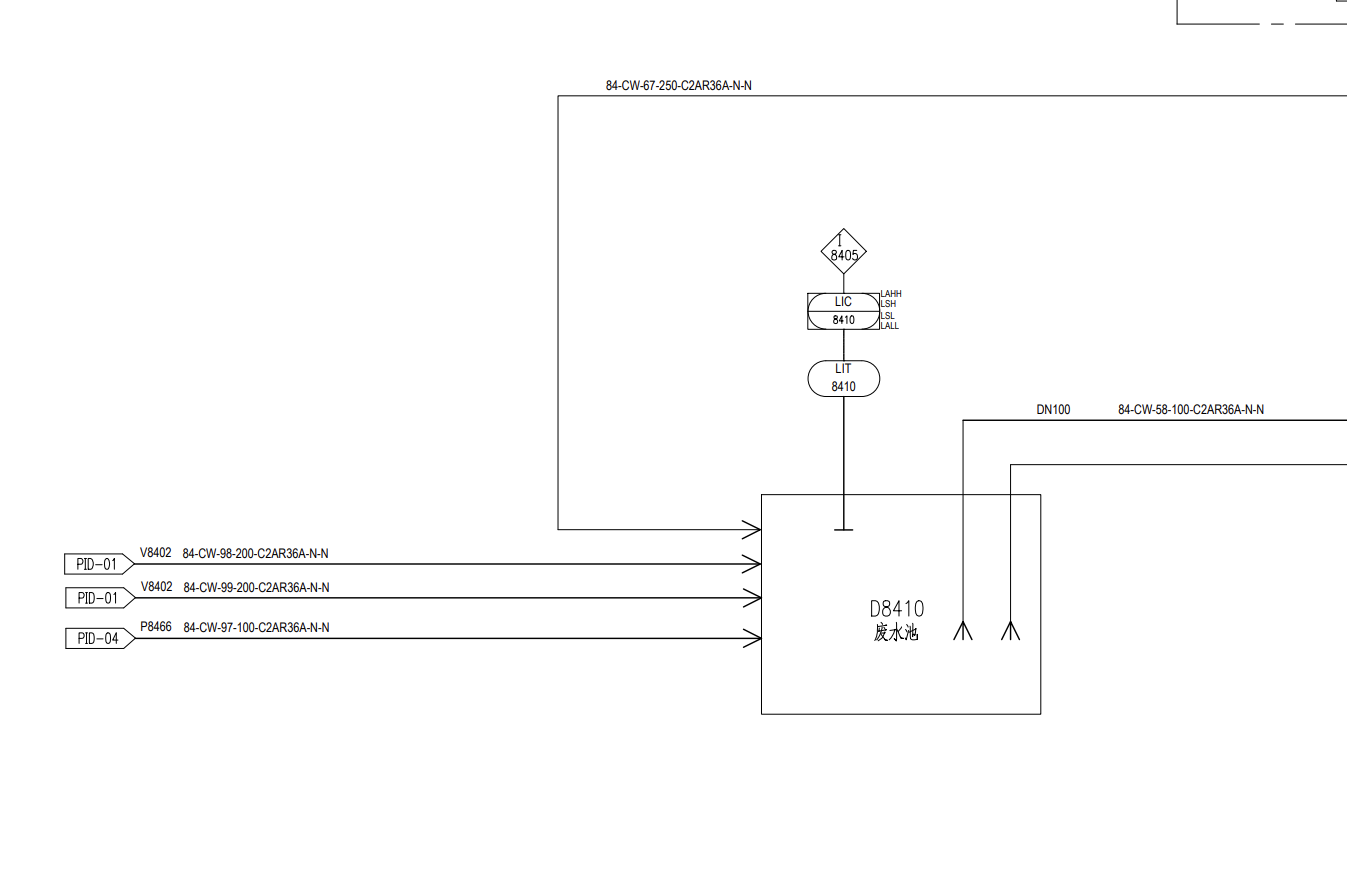 84-CW-67-250-C2AR36A-N-N
I
8405
LIC
8410
LAHH
LSH
LSL
LALL
LIT
8410
DN100 84-CW-58-100-C2AR36A-N-N
PID-01 V8402 84-CW-98-200-C2AR36A-N-N
PID-01 V8402 84-CW-99-200-C2AR36A-N-N
PID-04 P8466 84-CW-97-100-C2AR36A-N-N
D8410
废水池